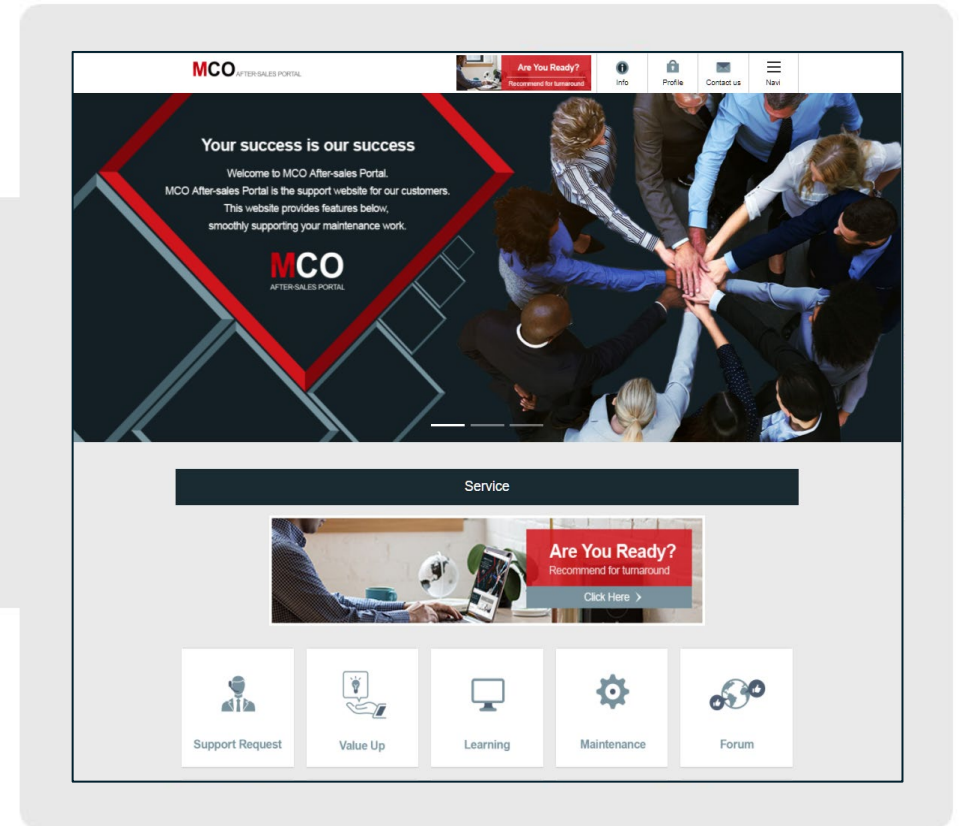 MCO AFTER-SALES PORTAL
Are You Ready?
Recommend for turnaround
Info
Profile
Contact us
Navi
Your success is our success
Welcome to MCO After-sales Portal.
MCO After-sales Portal is the support website for our customers.
This website provides features below,
smoothly supporting your maintenance work.
MCO
AFTER-SALES PORTAL
Service
Are You Ready?
Recommend for turnaround
Click Here >
Support Request
Value Up
Learning
Maintenance
Forum